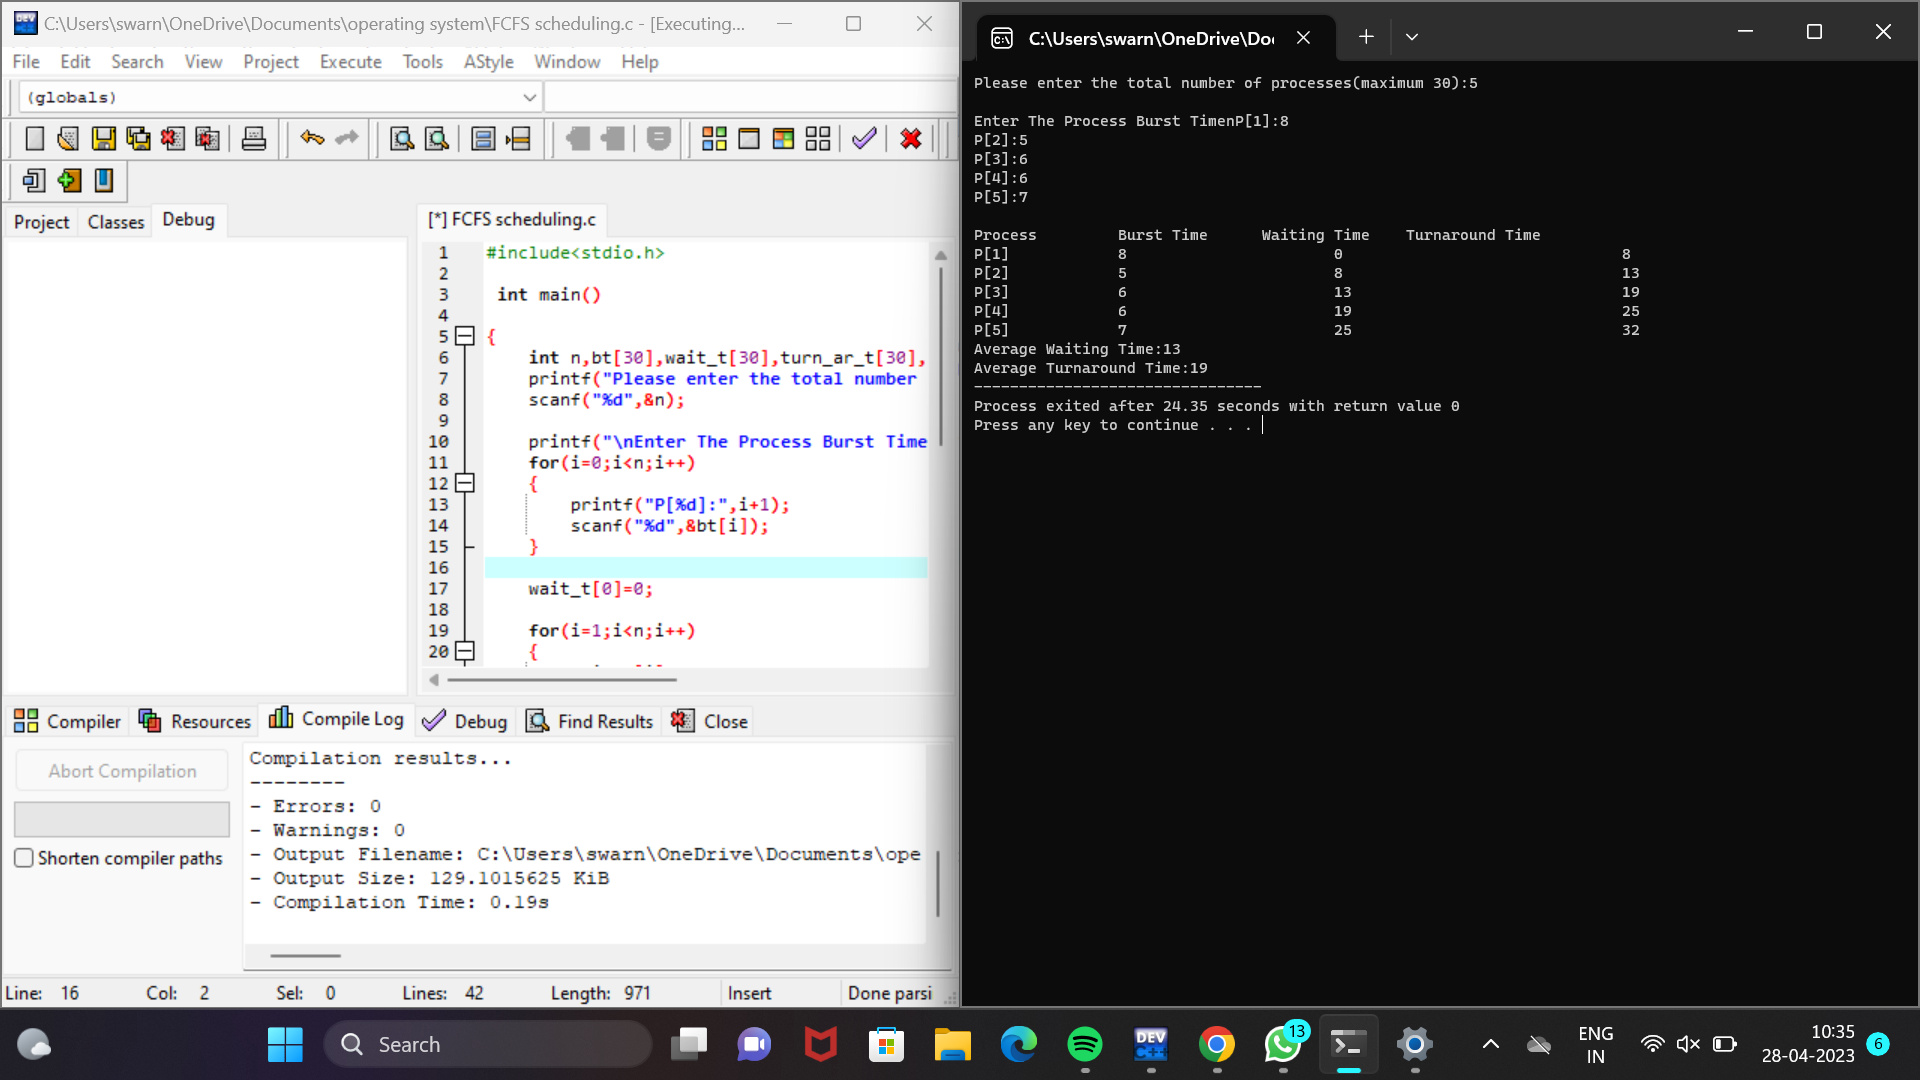 C:\Users\swarn\OneDrive\Documents\operating system\FCFS scheduling.c - [Executing...
File Edit Search View Project Execute Tools AStyle Window Help
(globals)
Project Classes Debug
[*] FCFS scheduling.c
1 #include<stdio.h>
2
3 int main()
4
5 {
6 int n,bt[30],wait_t[30],turn_ar_t[30],
7 printf("Please enter the total number
8 scanf("%d",&n);
9
10 printf("\nEnter The Process Burst Time
11 for(i=0;i<n;i++)
12 {
13 printf("P[%d]:",i+1);
14 scanf("%d",&bt[i]);
15 }
16
17 wait_t[0]=0;
18
19 for(i=1;i<n;i++)
20 {
Compiler Resources Compile Log Debug Find Results Close
Abort Compilation
Shorten compiler paths
Compilation results...
--------
- Errors: 0
- Warnings: 0
- Output Filename: C:\Users\swarn\OneDrive\Documents\ope
- Output Size: 129.1015625 KiB
- Compilation Time: 0.19s
Line: 16 Col: 2 Sel: 0 Lines: 42 Length: 971 Insert Done parsi
C:\Users\swarn\OneDrive\Do
Please enter the total number of processes(maximum 30):5
Enter The Process Burst TimenP[1]:8
P[2]:5
P[3]:6
P[4]:6
P[5]:7
Process Burst Time Waiting Time Turnaround Time
P[1] 8 0 8
P[2] 5 8 13
P[3] 6 13 19
P[4] 6 19 25
P[5] 7 25 32
Average Waiting Time:13
Average Turnaround Time:19
--------------------------------
Process exited after 24.35 seconds with return value 0
Press any key to continue . . .
Search
DEV
C++
13
ENG
IN
10:35
28-04-2023
6